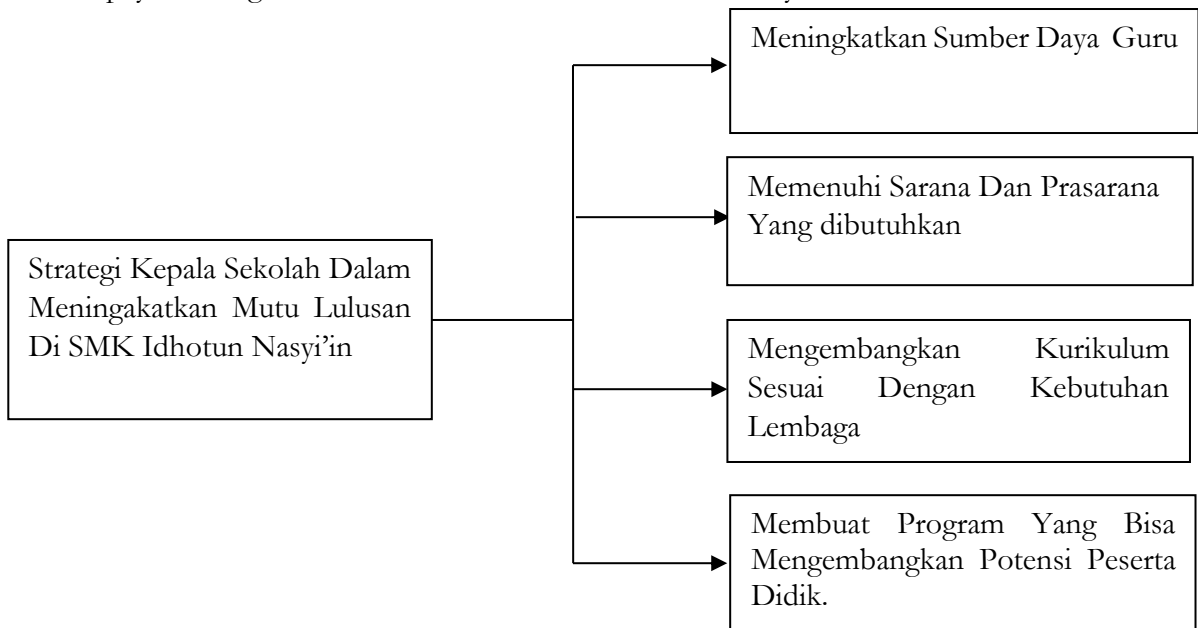 Meningkatkan Sumber Daya Guru
Memenuhi Sarana Dan Prasarana
Yang dibutuhkan
Strategi Kepala Sekolah Dalam
Meningakatkan Mutu Lulusan
Di SMK Idhotun Nasyi’in
Mengembangkan Kurikulum
Sesuai Dengan Kebutuhan
Lembaga
Membuat Program Yang Bisa
Mengembangkan Potensi Peserta
Didik.